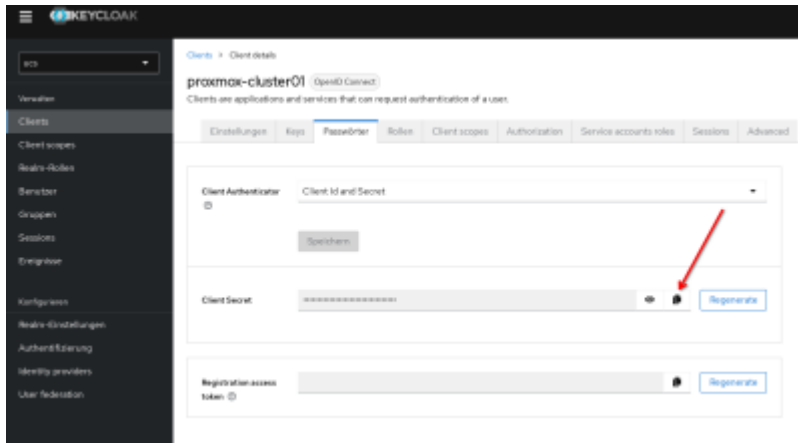 KEYCLOAK
ecs
Verwalten
Clients
Client scopes
Realm-Rollen
Benutzer
Gruppen
Sessions
Ereignisse
Konfigurieren
Realm-Einstellungen
Authentifizierung
Identity providers
User federation
Clients > Client details
proxmox-cluster01 OpenID Connect
Clients are applications and services that can request authentication of a user.
Einstellungen Keys Passwörter Rollen Client scopes Authorization Service accounts roles Sessions Advanced
Client Authenticator Client Id and Secret
Speichern
Client Secret Regenerate
Registration access token Regenerate